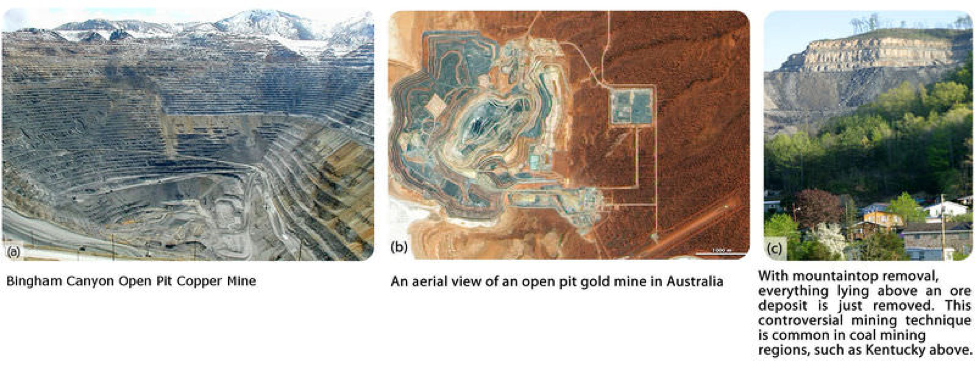 (a)
(b)
1 000 m
(c)
Bingham Canyon Open Pit Copper Mine
An aerial view of an open pit gold mine in Australia
With mountaintop removal,
everything lying above an ore
deposit is just removed. This
controversial mining technique
is common in coal mining
regions, such as Kentucky above.